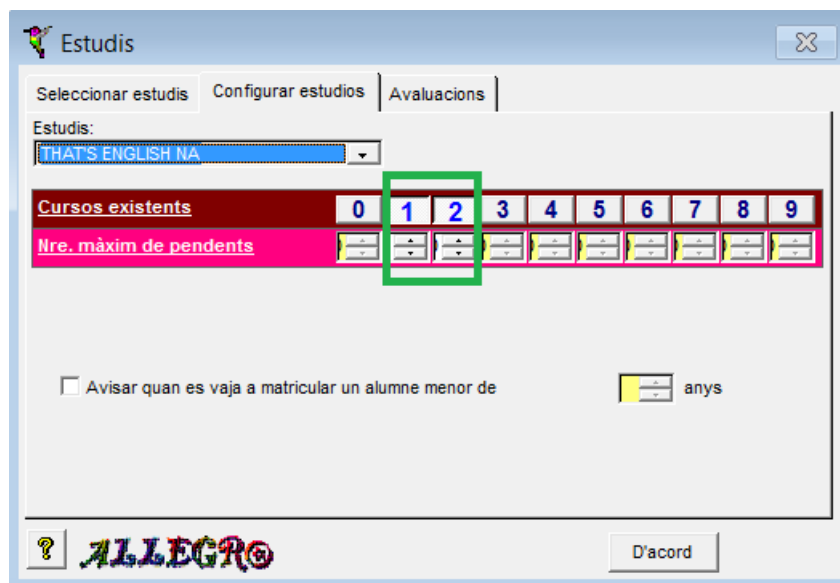 Estudis
Seleccionar estudis Configurar estudios Avaluacions
Estudis:
THAT'S ENGLISH NA
Cursos existents 0 1 2 3 4 5 6 7 8 9
Nre. màxim de pendents
Avisar quan es vaja a matricular un alumne menor de anys
? ALLEGRO D'acord